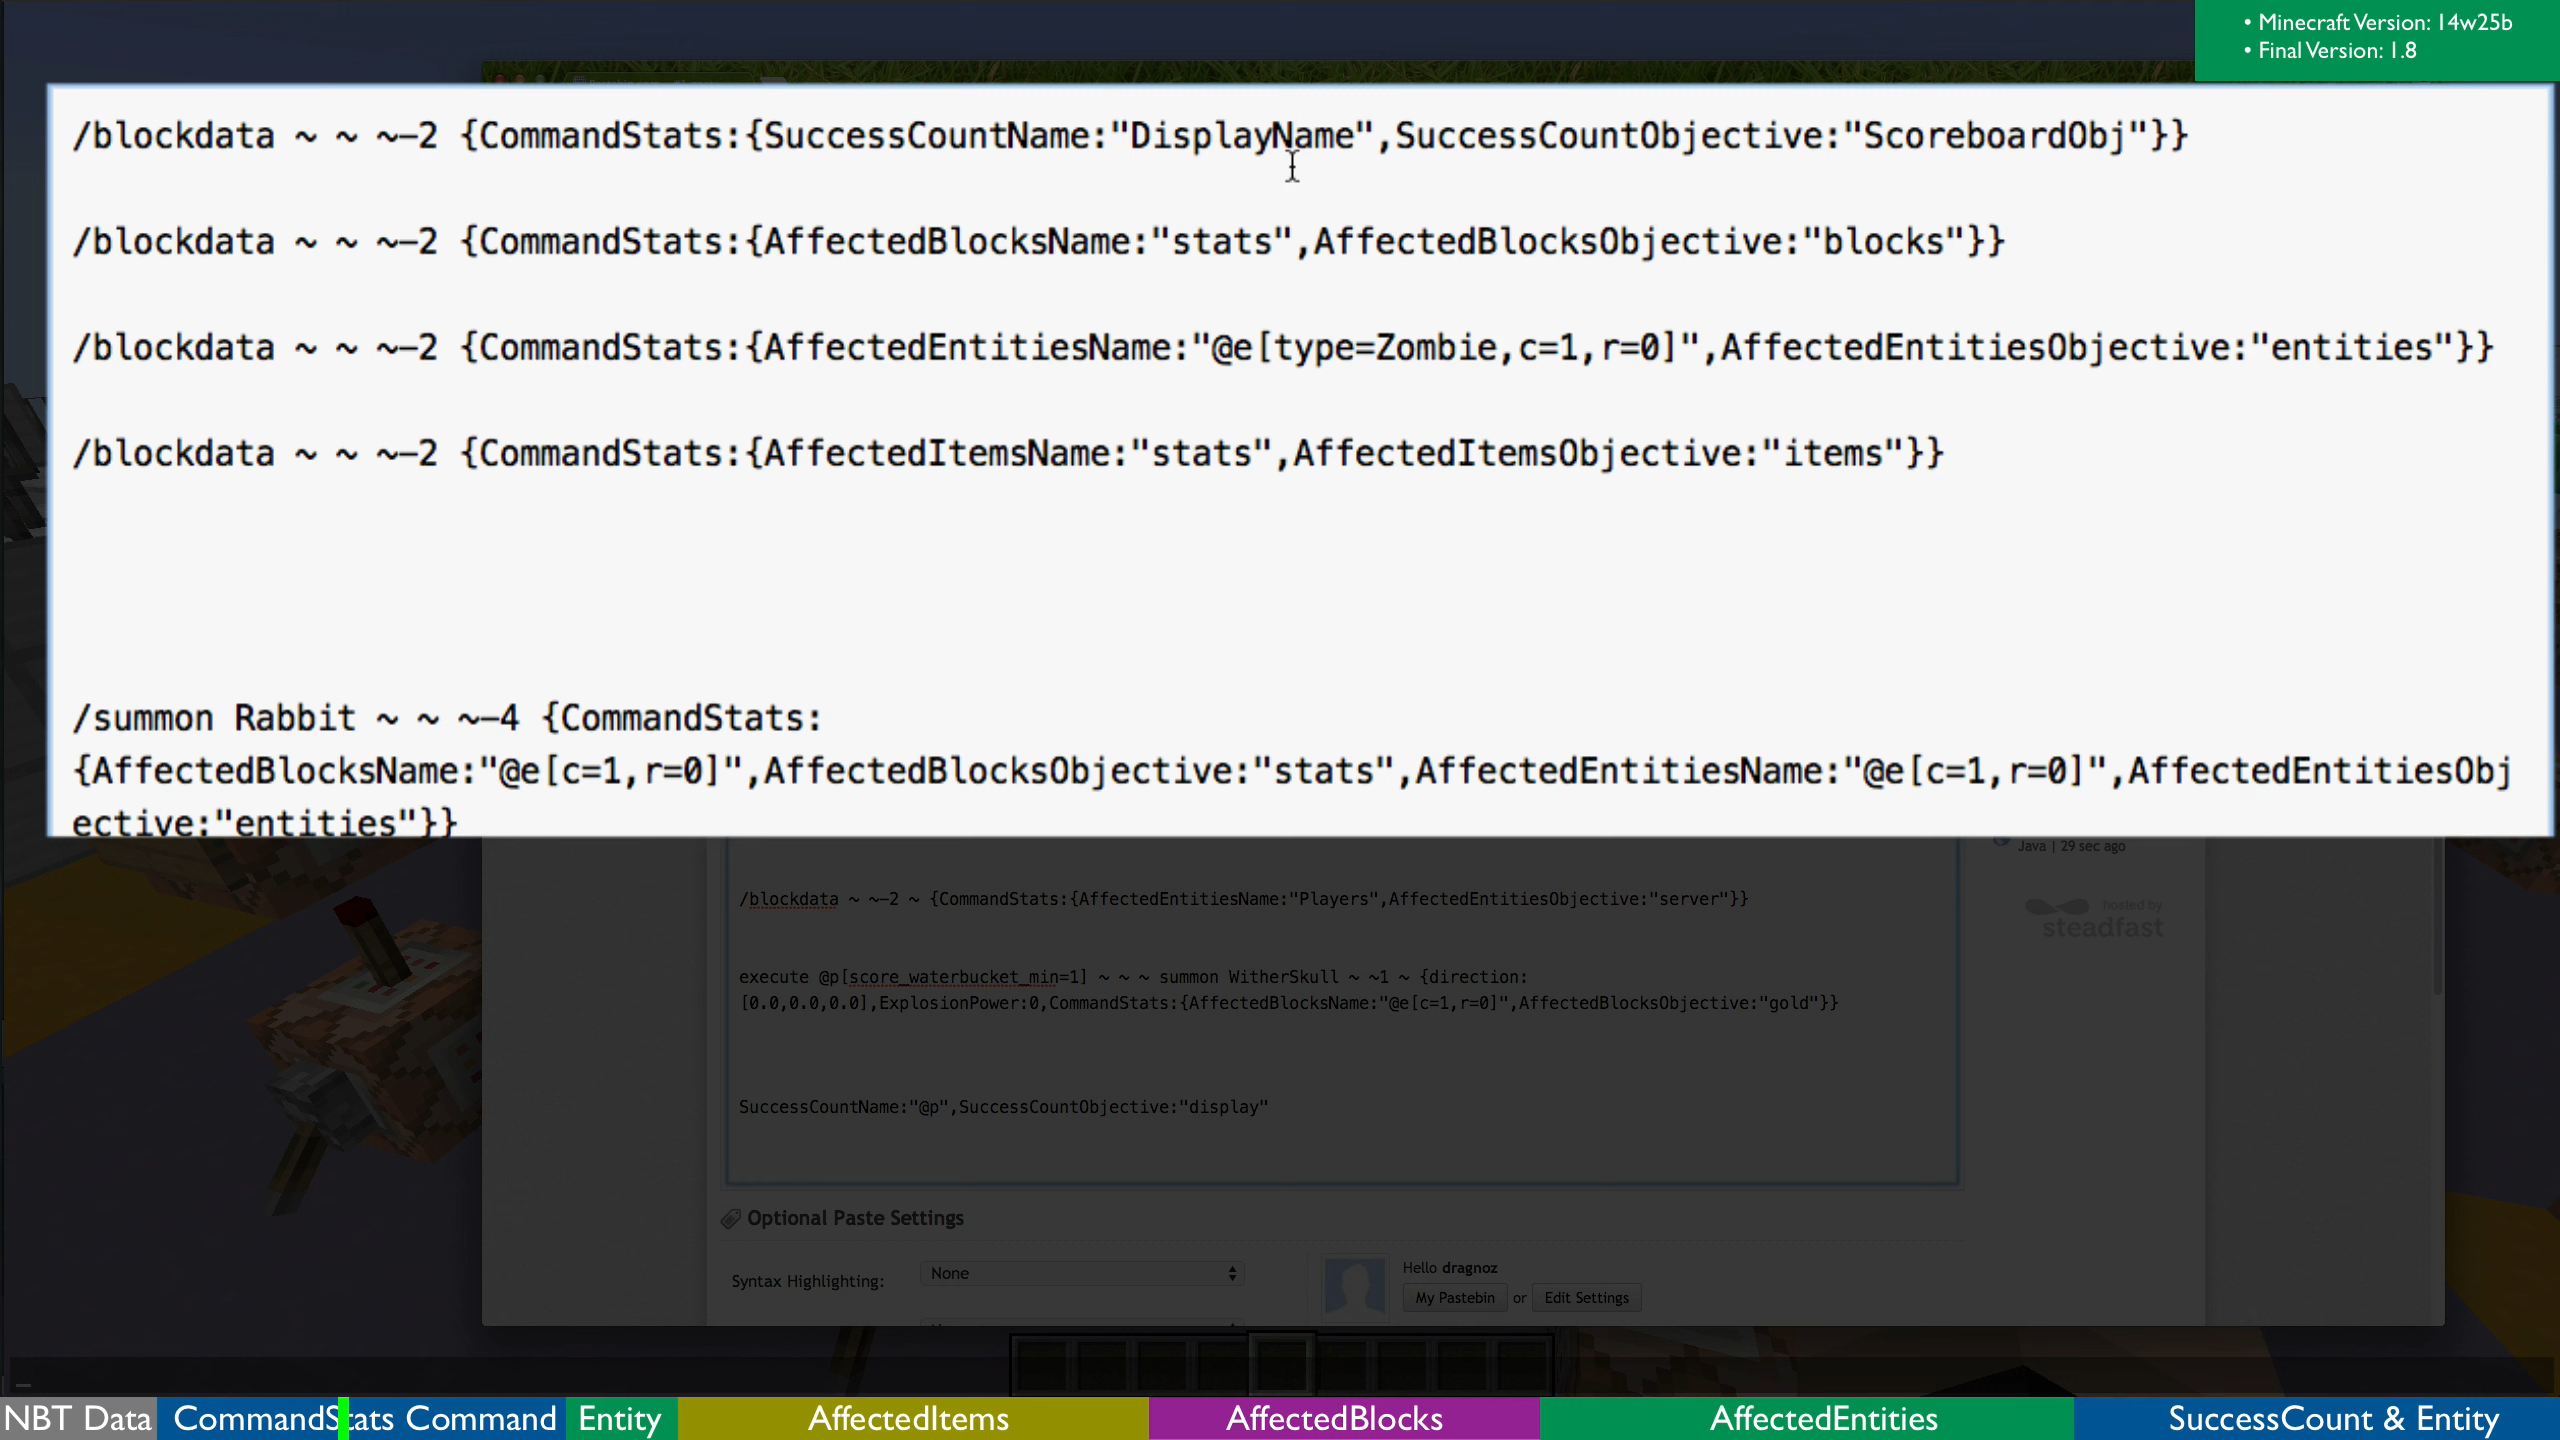 • Minecraft Version: 14w25b
• Final Version: 1.8
/blockdata ~ ~ ~-2 {CommandStats:{SuccessCountName:"DisplayName",SuccessCountObjective:"ScoreboardObj"}}
/blockdata ~ ~ ~-2 {CommandStats:{AffectedBlocksName:"stats",AffectedBlocksObjective:"blocks"}}
/blockdata ~ ~ ~-2 {CommandStats:{AffectedEntitiesName:"@e[type=Zombie,c=1,r=0]",AffectedEntitiesObjective:"entities"}}
/blockdata ~ ~ ~-2 {CommandStats:{AffectedItemsName:"stats",AffectedItemsObjective:"items"}}
/summon Rabbit ~ ~ ~-4 {CommandStats:
{AffectedBlocksName:"@e[c=1,r=0]",AffectedBlocksObjective:"stats",AffectedEntitiesName:"@e[c=1,r=0]",AffectedEntitiesObj
ective:"entities"}}
Java | 29 sec ago
/blockdata ~ ~-2 ~ {CommandStats:{AffectedEntitiesName:"Players",AffectedEntitiesObjective:"server"}}
hosted by
steadfast
execute @p[score_waterbucket_min=1] ~ ~ ~ summon WitherSkull ~ ~1 ~ {direction:
[0.0,0.0,0.0],ExplosionPower:0,CommandStats:{AffectedBlocksName:"@e[c=1,r=0]",AffectedBlocksObjective:"gold"}}
SuccessCountName:"@p",SuccessCountObjective:"display"
Optional Paste Settings
Syntax Highlighting: None
Hello dragnoz
My Pastebin or Edit Settings
NBT Data CommandStats Command Entity AffectedItems AffectedBlocks AffectedEntities SuccessCount & Entity